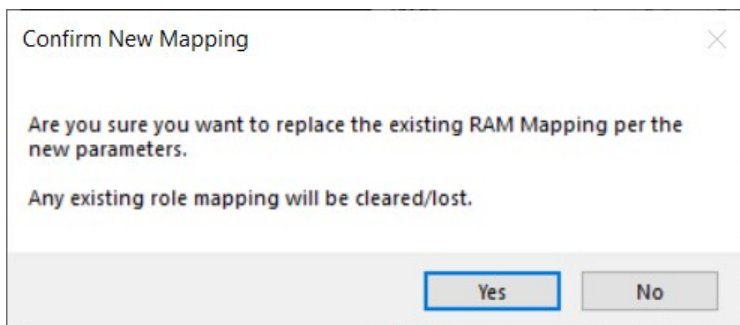 Confirm New Mapping
Are you sure you want to replace the existing RAM Mapping per the
new parameters.
Any existing role mapping will be cleared/lost.
Yes
No